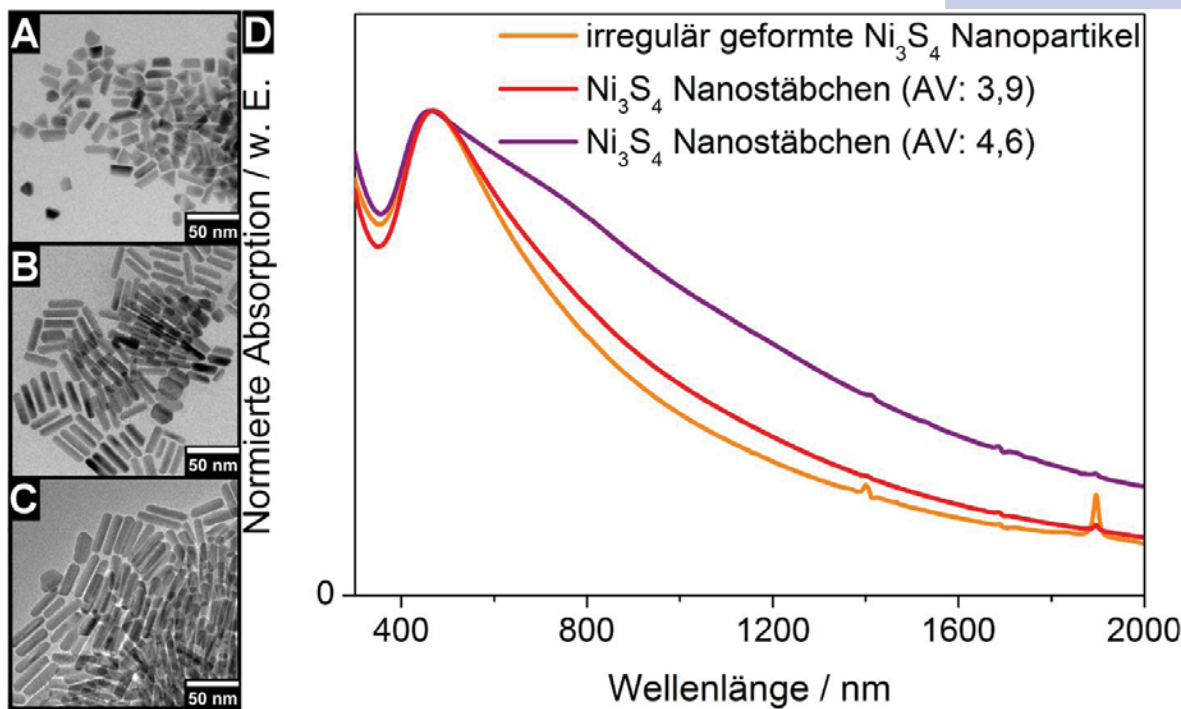 A
50 nm
B
50 nm
C
50 nm
D
Normierte Absorption / w. E.
irregulär geformte Ni₃S₄ Nanopartikel
Ni₃S₄ Nanostäbchen (AV: 3,9)
Ni₃S₄ Nanostäbchen (AV: 4,6)
0
400 800 1200 1600 2000
Wellenlänge / nm